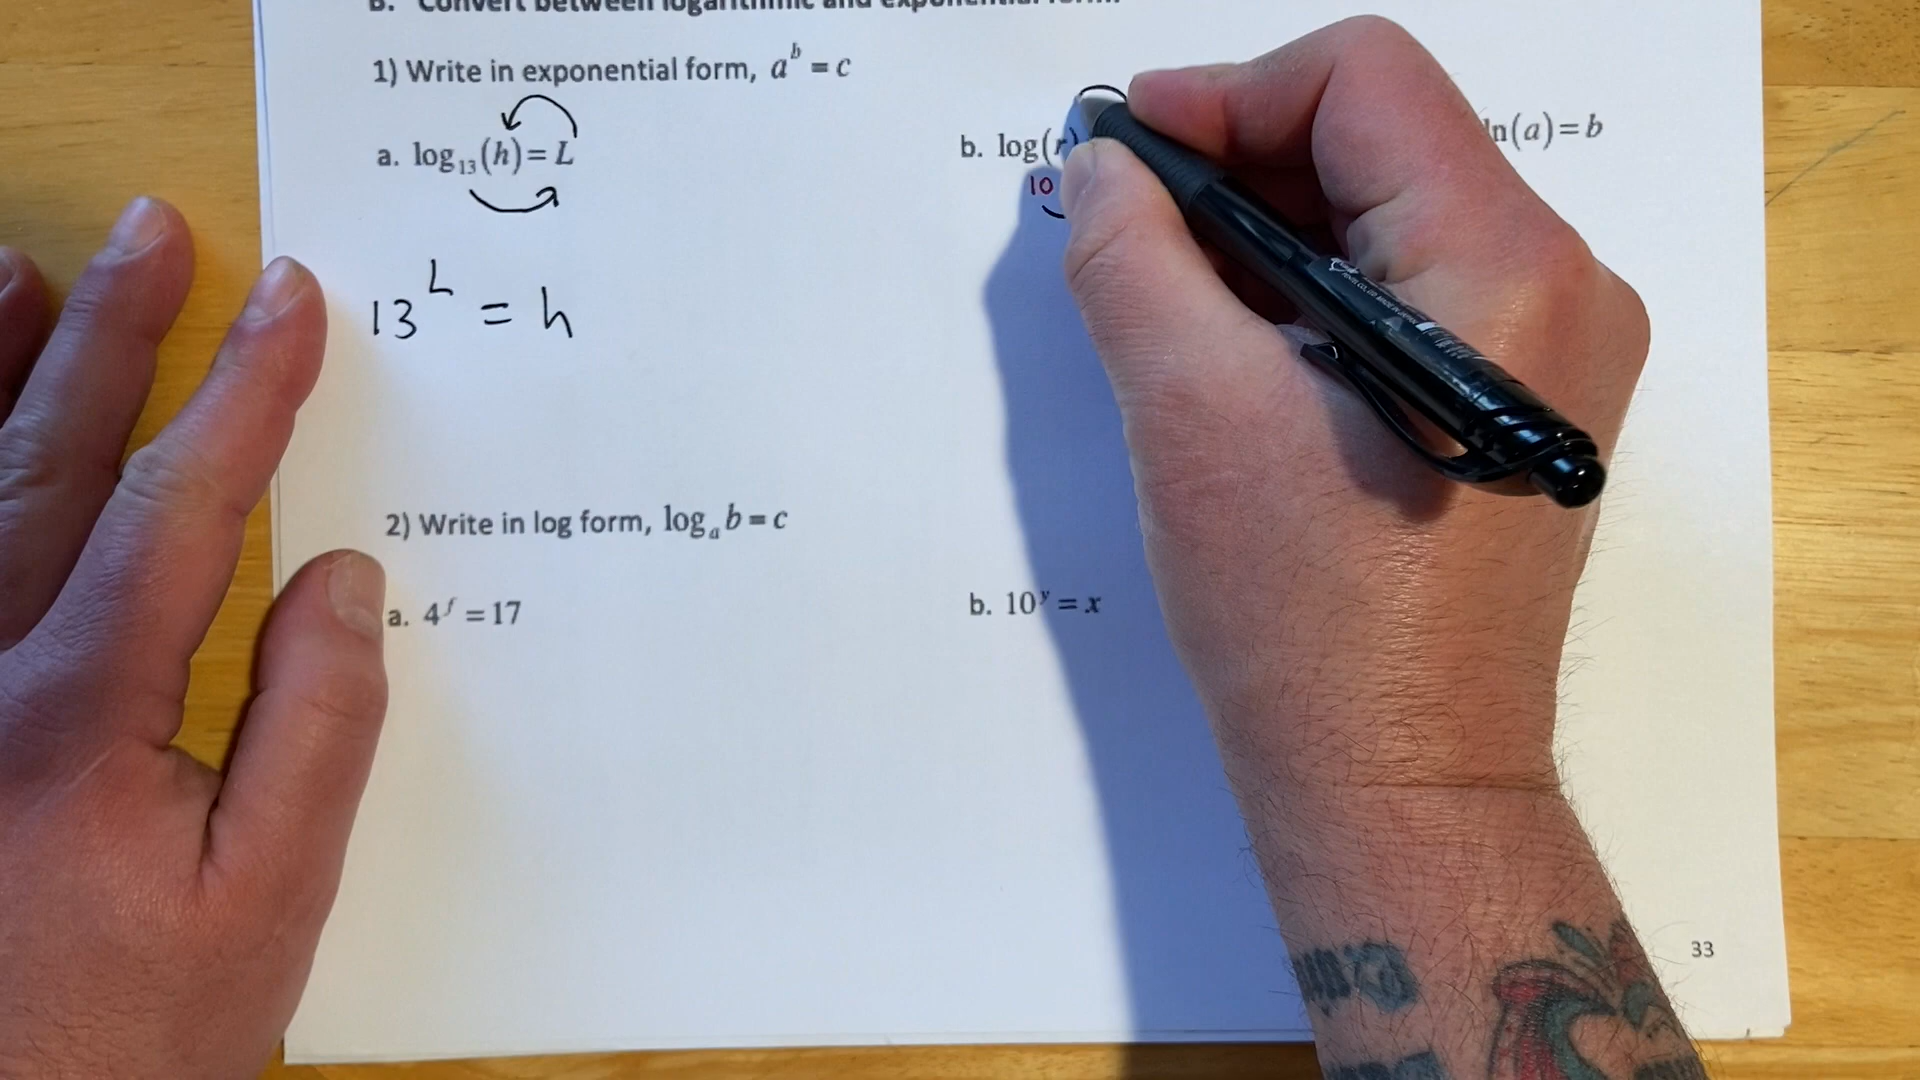 B. Convert between logarithmic and exponential form.
1) Write in exponential form, a^b = c
a. log₁₃(h) = L
b. log(r)
ln(a) = b
10
13^L = h
2) Write in log form, logₐ b = c
a. 4^f = 17
b. 10^y = x
33